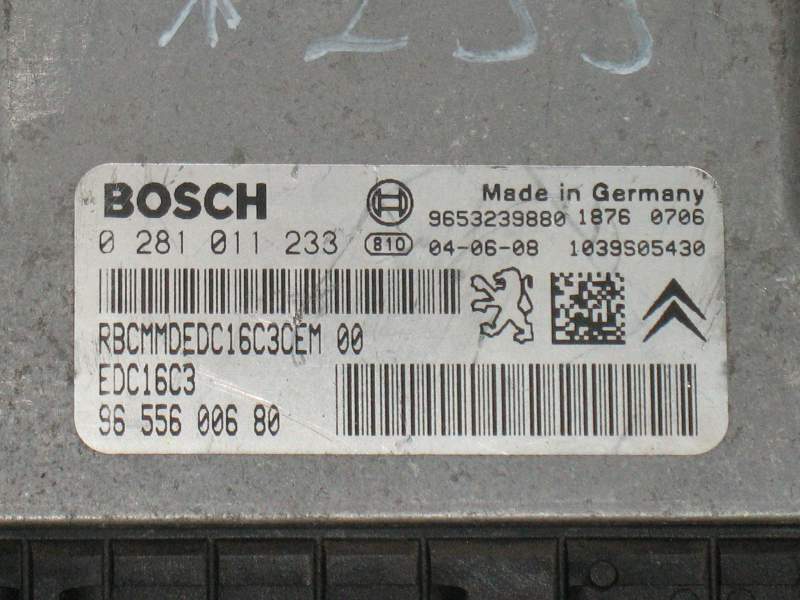 * 233
BOSCH
Made in Germany
9653239880 1876 0706
0 281 011 233 810 04-06-08 1039S05430
RBCMMDEDC16C3CEM 00
EDC16C3
96 556 006 80